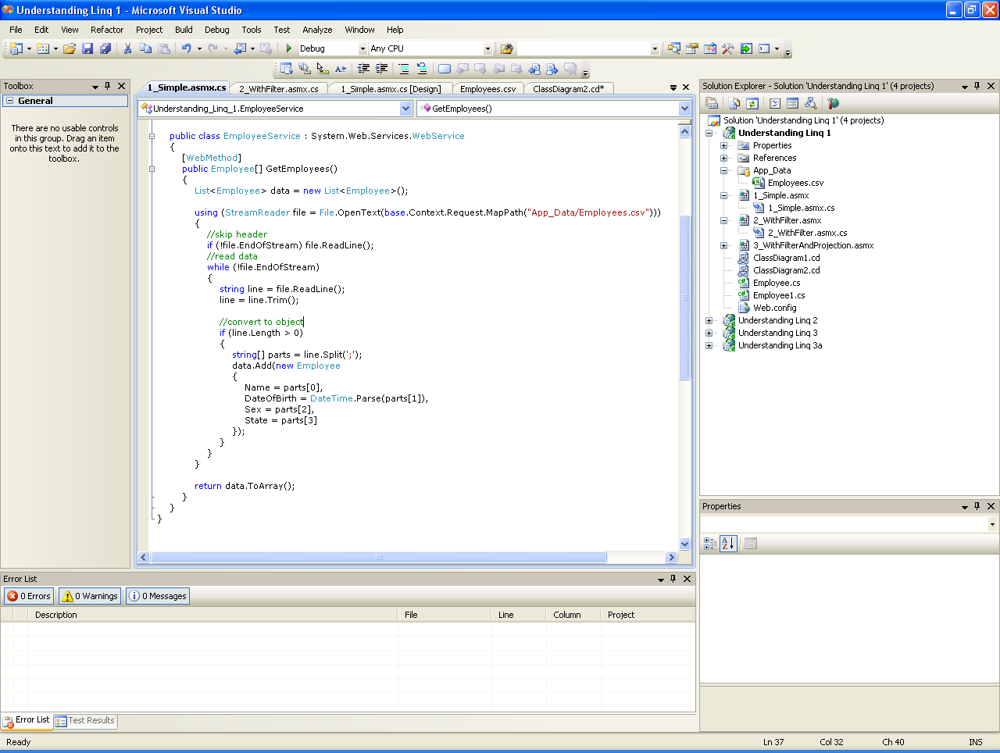 Understanding Linq 1 - Microsoft Visual Studio
File Edit View Refactor Project Build Debug Tools Test Analyze Window Help
Debug Any CPU
Toolbox
General
There are no usable controls
in this group. Drag an item
onto this text to add it to the
toolbox.
1_Simple.asmx.cs 2_WithFilter.asmx.cs 1_Simple.asmx.cs [Design] Employees.csv ClassDiagram2.cd*
Understanding_Linq_1.EmployeeService GetEmployees()
public class EmployeeService : System.Web.Services.WebService
{
[WebMethod]
public Employee[] GetEmployees()
{
List<Employee> data = new List<Employee>();
using (StreamReader file = File.OpenText(base.Context.Request.MapPath("App_Data/Employees.csv")))
{
//skip header
if (!file.EndOfStream) file.ReadLine();
//read data
while (!file.EndOfStream)
{
string line = file.ReadLine();
line = line.Trim();
//convert to object
if (line.Length > 0)
{
string[] parts = line.Split(';');
data.Add(new Employee
{
Name = parts[0],
DateOfBirth = DateTime.Parse(parts[1]),
Sex = parts[2],
State = parts[3]
});
}
}
}
return data.ToArray();
}
}
}
Solution Explorer - Solution 'Understanding Linq 1' (4 projects)
Solution 'Understanding Linq 1' (4 projects)
Understanding Linq 1
Properties
References
App_Data
Employees.csv
1_Simple.asmx
1_Simple.asmx.cs
2_WithFilter.asmx
2_WithFilter.asmx.cs
3_WithFilterAndProjection.asmx
ClassDiagram1.cd
ClassDiagram2.cd
Employee.cs
Employee1.cs
Web.config
Understanding Linq 2
Understanding Linq 3
Understanding Linq 3a
Properties
Error List
0 Errors 0 Warnings 0 Messages
Description File Line Column Project
Error List Test Results
Ready Ln 37 Col 32 Ch 40 INS